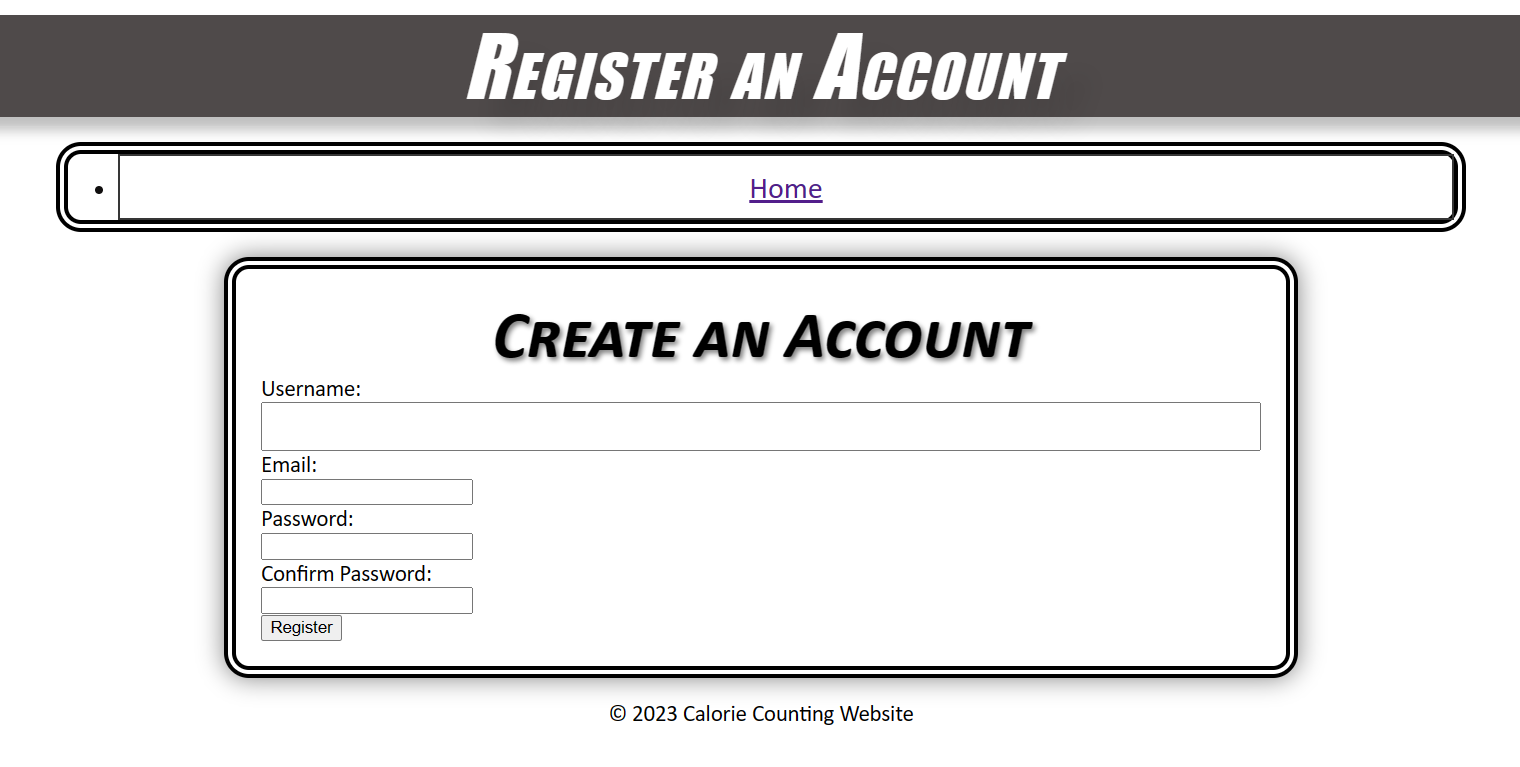 Register an Account
Home
Create an Account
Username:
Email:
Password:
Confirm Password:
Register
© 2023 Calorie Counting Website